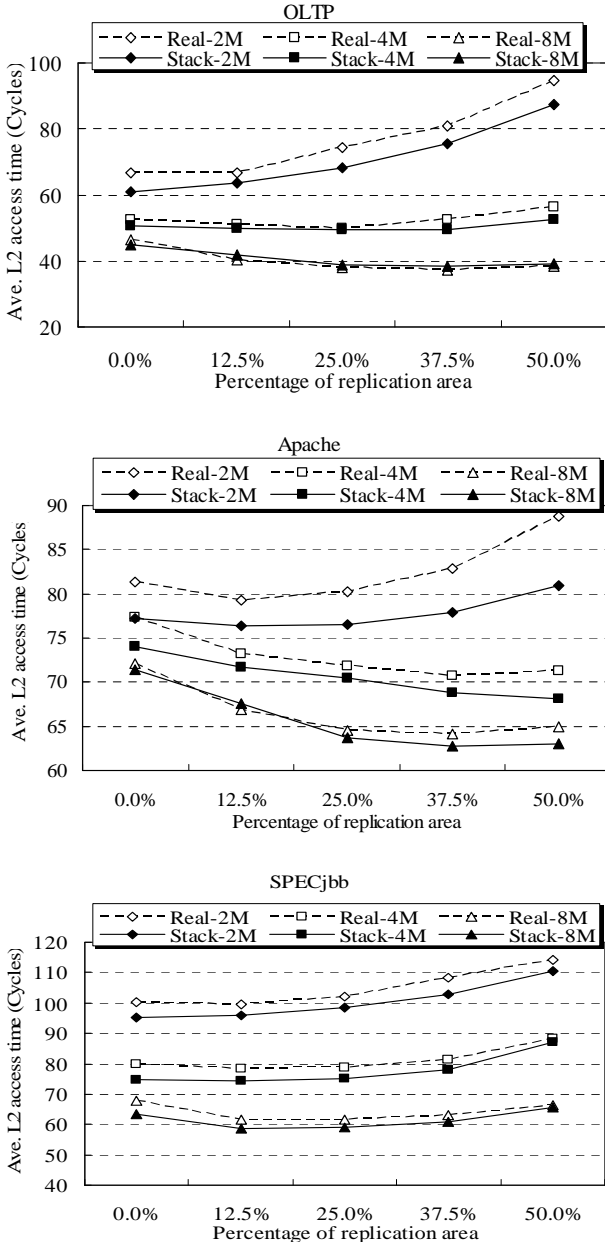 OLTP
Real-2M Real-4M Real-8M
Stack-2M Stack-4M Stack-8M
Ave. L2 access time (Cycles)
100
80
60
40
20
0.0% 12.5% 25.0% 37.5% 50.0%
Percentage of replication area
Apache
Real-2M Real-4M Real-8M
Stack-2M Stack-4M Stack-8M
Ave. L2 access time (Cycles
90
85
80
75
70
65
60
0.0% 12.5% 25.0% 37.5% 50.0%
Percentage of replication area
SPECjbb
Real-2M Real-4M Real-8M
Stack-2M Stack-4M Stack-8M
Ave. L2 access time (Cycles)
120
110
100
90
80
70
60
50
40
0.0% 12.5% 25.0% 37.5% 50.0%
Percentage of replication area